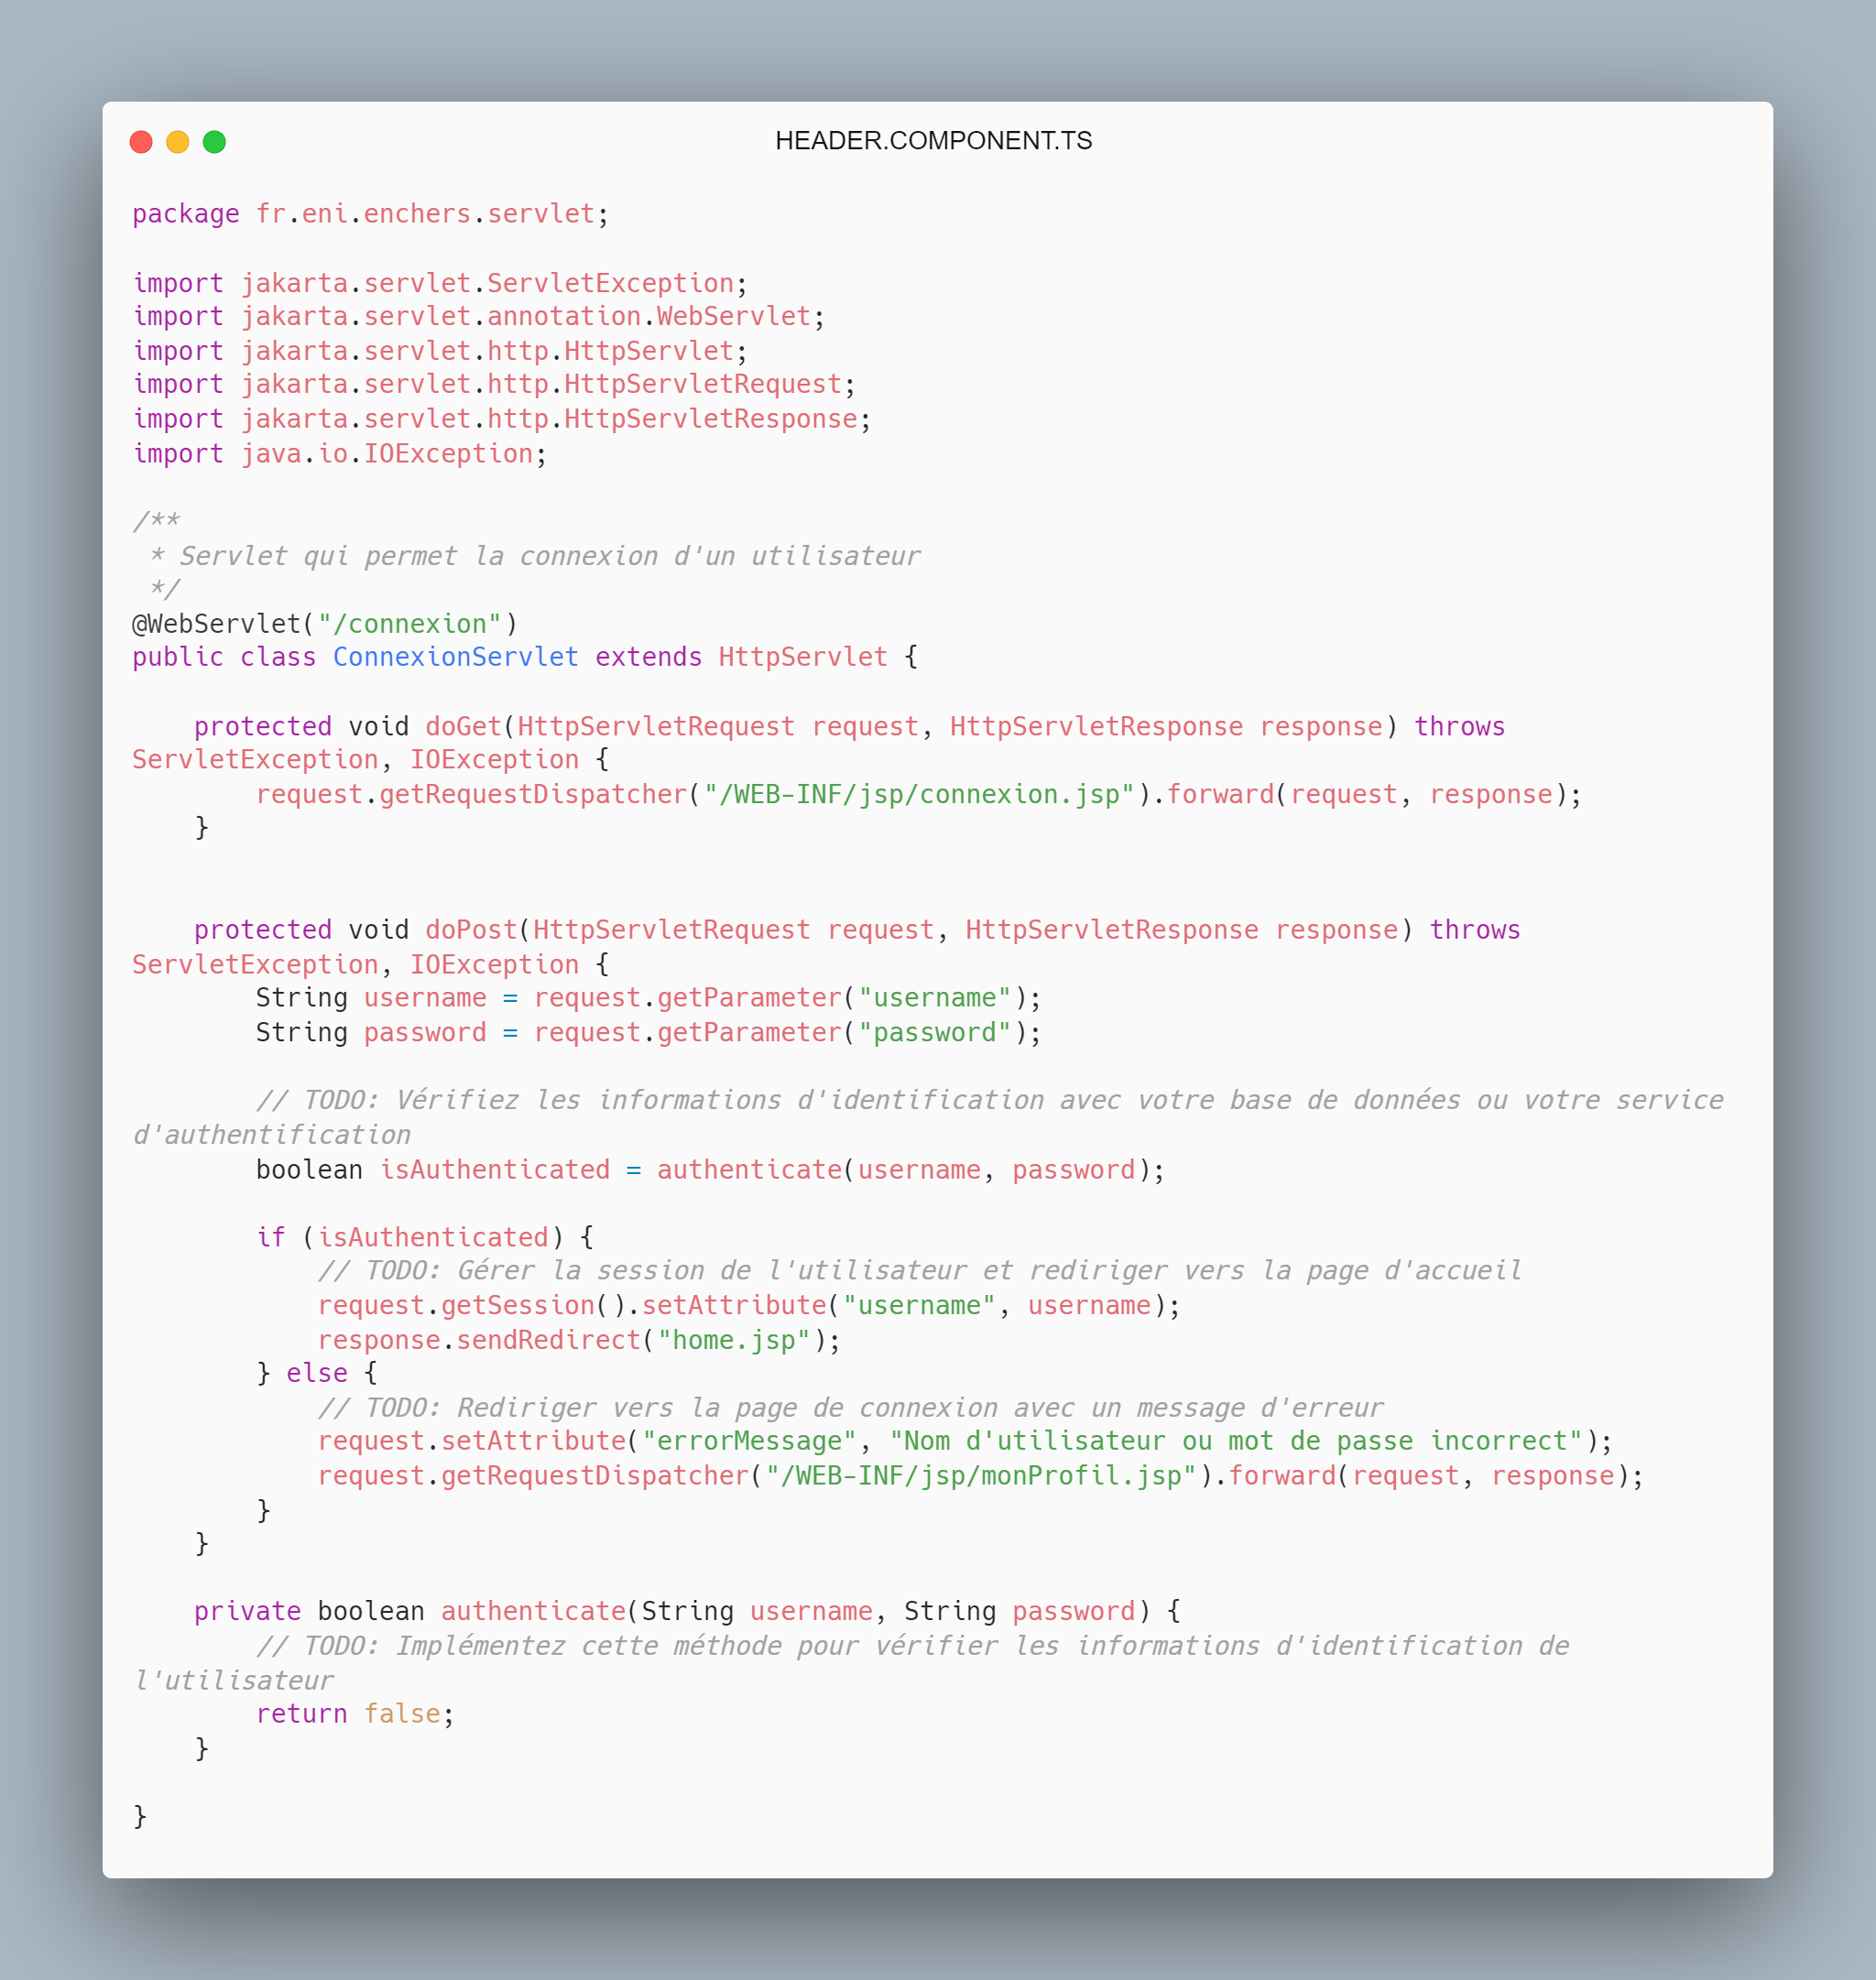 HEADER.COMPONENT.TS
package fr.eni.enchers.servlet;
import jakarta.servlet.ServletException;
import jakarta.servlet.annotation.WebServlet;
import jakarta.servlet.http.HttpServlet;
import jakarta.servlet.http.HttpServletRequest;
import jakarta.servlet.http.HttpServletResponse;
import java.io.IOException;
/**
 * Servlet qui permet la connexion d'un utilisateur
 */
@WebServlet("/connexion")
public class ConnexionServlet extends HttpServlet {
    protected void doGet(HttpServletRequest request, HttpServletResponse response) throws
ServletException, IOException {
        request.getRequestDispatcher("/WEB-INF/jsp/connexion.jsp").forward(request, response);
    }
    protected void doPost(HttpServletRequest request, HttpServletResponse response) throws
ServletException, IOException {
        String username = request.getParameter("username");
        String password = request.getParameter("password");
        // TODO: Vérifiez les informations d'identification avec votre base de données ou votre service
d'authentification
        boolean isAuthenticated = authenticate(username, password);
        if (isAuthenticated) {
            // TODO: Gérer la session de l'utilisateur et rediriger vers la page d'accueil
            request.getSession().setAttribute("username", username);
            response.sendRedirect("home.jsp");
        } else {
            // TODO: Rediriger vers la page de connexion avec un message d'erreur
            request.setAttribute("errorMessage", "Nom d'utilisateur ou mot de passe incorrect");
            request.getRequestDispatcher("/WEB-INF/jsp/monProfil.jsp").forward(request, response);
        }
    }
    private boolean authenticate(String username, String password) {
        // TODO: Implémentez cette méthode pour vérifier les informations d'identification de
l'utilisateur
        return false;
    }
}